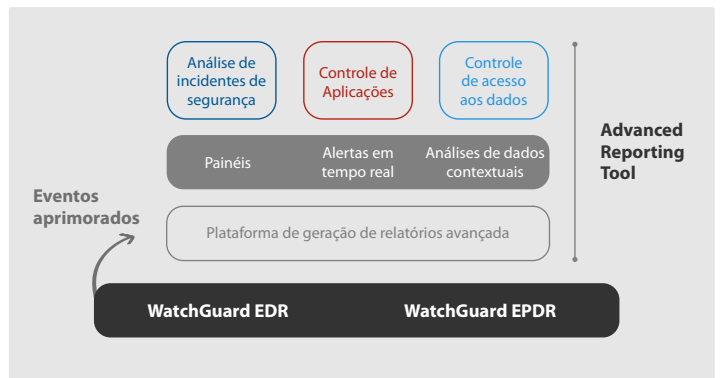 Análise de
incidentes de
segurança
Controle de
Aplicações
Controle
de acesso
aos dados
Painéis
Alertas em
tempo real
Análises de dados
contextuais
Advanced
Reporting
Tool
Eventos
aprimorados
Plataforma de geração de relatórios avançada
WatchGuard EDR
WatchGuard EPDR